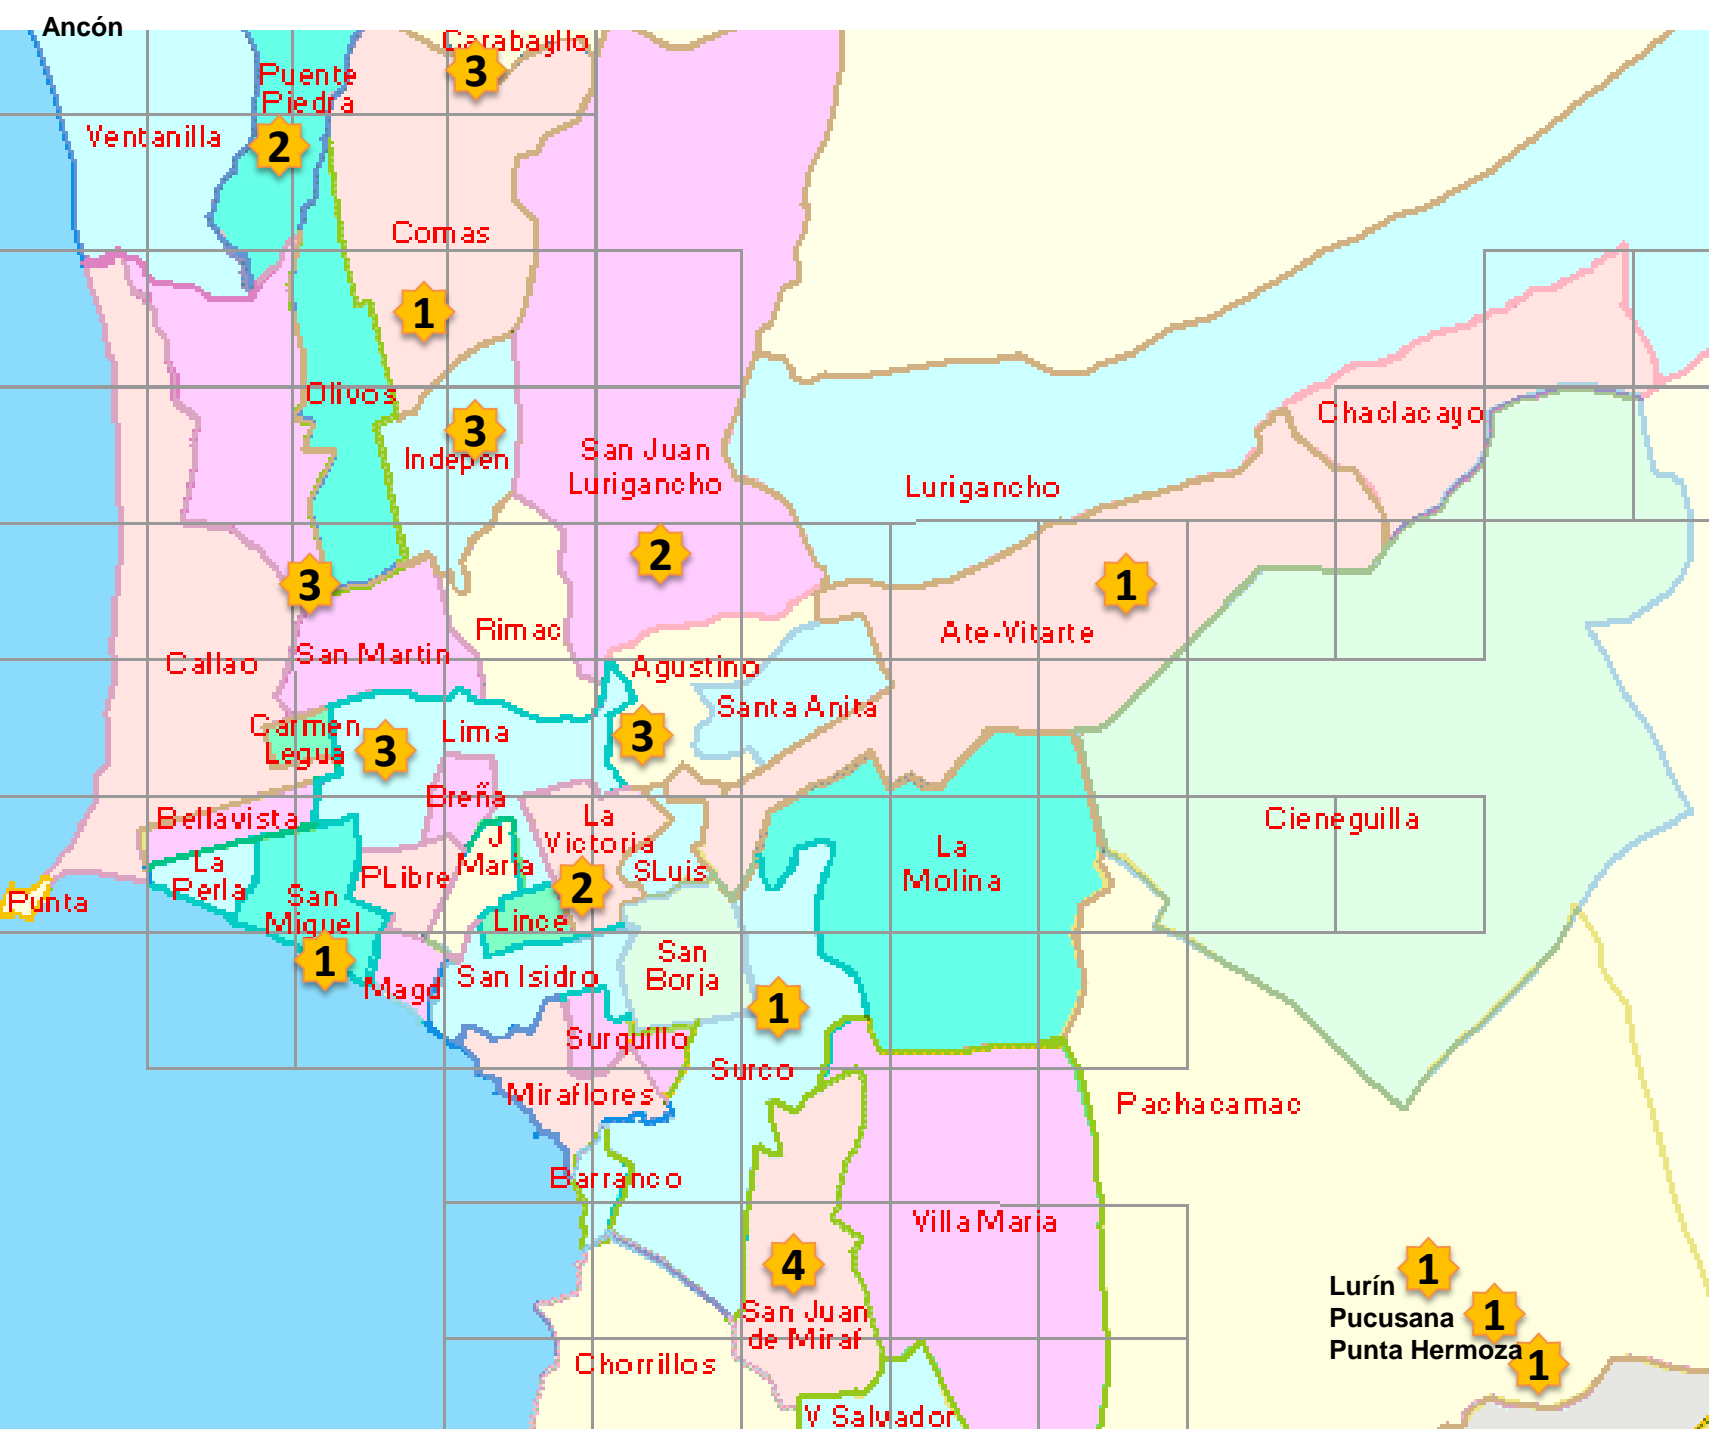 Ancón
Carabayllo
3
Puente
Piedra
Ventanilla
2
Comas
1
Olivos
Chaclacayo
3
Indepen
San Juan
Lurigancho
Lurigancho
2
3
1
Rimac
Ate-Vitarte
San Martin
Callao
Agustino
Santa Anita
Carmen
Legua
3
Lima
3
Breña
Bellavista
La
Victoria
Cieneguilla
J
Maria
La
Perla
PLibre
SLuis
La
Molina
San
Miguel
2
Lince
Punta
1
Magd
San Isidro
San
Borja
1
Surguillo
Surco
Miraflores
Pachacamac
Barranco
Villa Maria
4
San Juan
de Miraf
Lurín 1
Pucusana 1
Punta Hermoza 1
Chorrillos
V Salvador